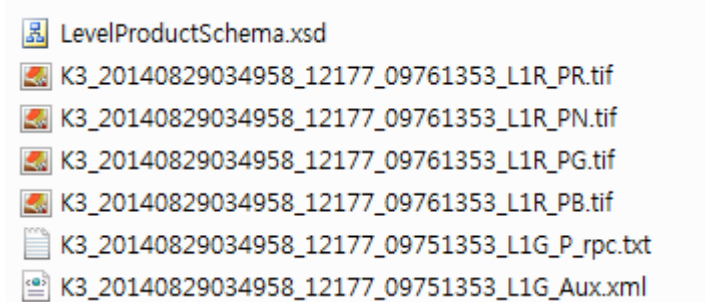 LevelProductSchema.xsd
K3_20140829034958_12177_09761353_L1R_PR.tif
K3_20140829034958_12177_09761353_L1R_PN.tif
K3_20140829034958_12177_09761353_L1R_PG.tif
K3_20140829034958_12177_09761353_L1R_PB.tif
K3_20140829034958_12177_09751353_L1G_P_rpc.txt
K3_20140829034958_12177_09751353_L1G_Aux.xml